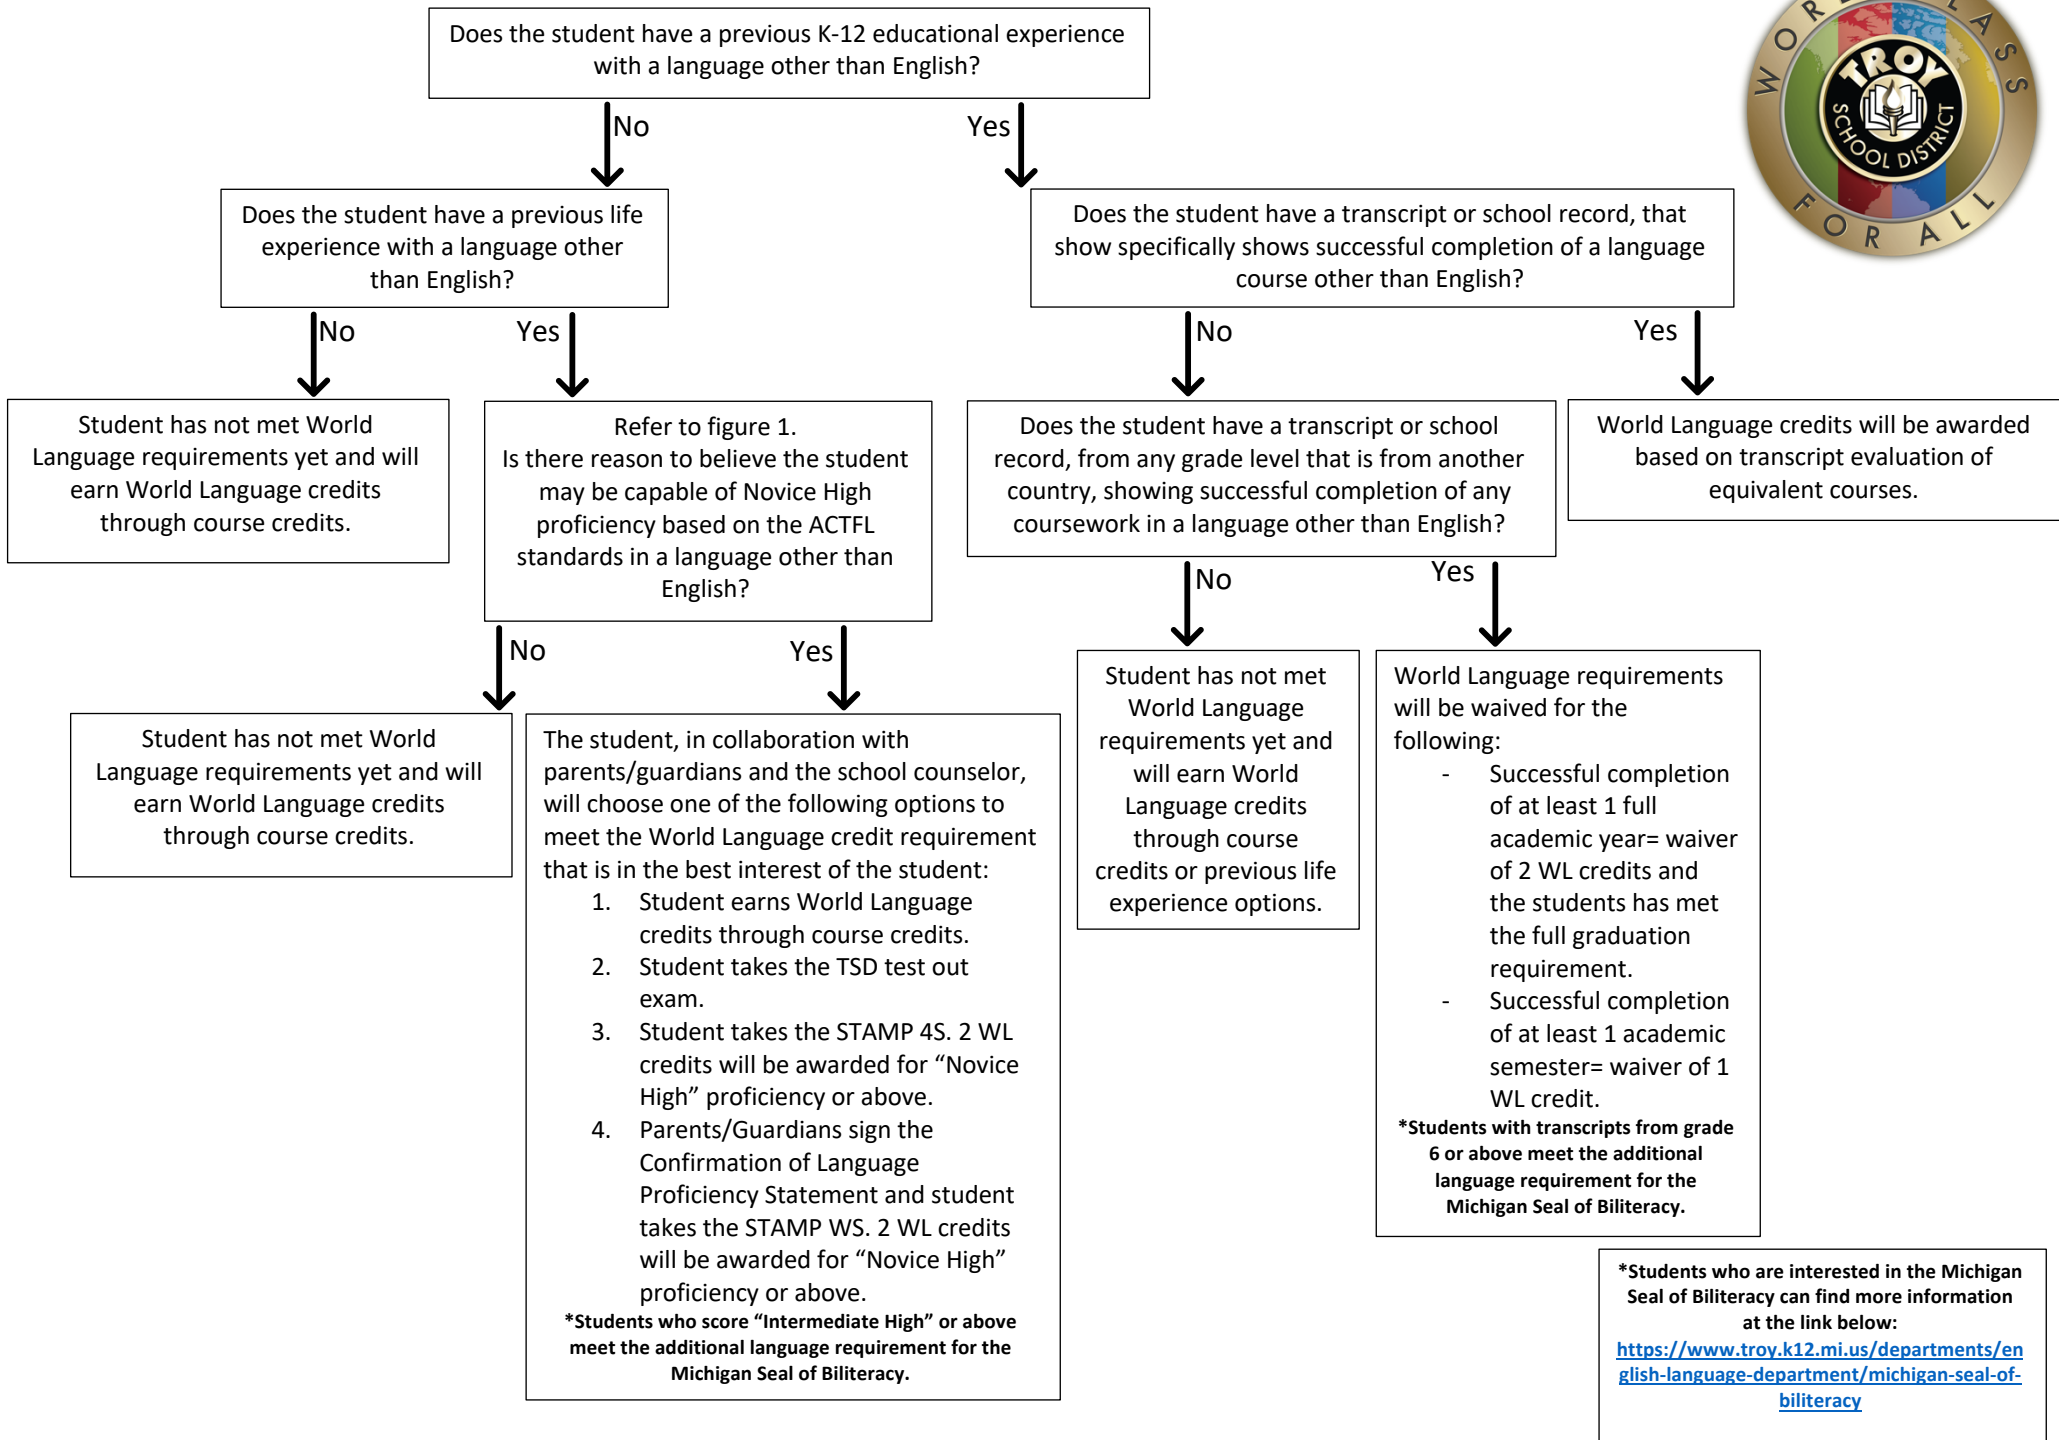 Does the student have a previous K-12 educational experience
with a language other than English?
TROY
SCHOOL DISTRICT
FOR ALL
No
Yes
Does the student have a previous life
experience with a language other
than English?
Does the student have a transcript or school record, that
show specifically shows successful completion of a language
course other than English?
No
Yes
No
Yes
Student has not met World
Language requirements yet and will
earn World Language credits
through course credits.
Refer to figure 1.
Is there reason to believe the student
may be capable of Novice High
proficiency based on the ACTFL
standards in a language other than
English?
Does the student have a transcript or school
record, from any grade level that is from another
country, showing successful completion of any
coursework in a language other than English?
World Language credits will be awarded
based on transcript evaluation of
equivalent courses.
No
Yes
No
Yes
Student has not met World
Language requirements yet and will
earn World Language credits
through course credits.
The student, in collaboration with
parents/guardians and the school counselor,
will choose one of the following options to
meet the World Language credit requirement
that is in the best interest of the student:
1. Student earns World Language
credits through course credits.
2. Student takes the TSD test out
exam.
3. Student takes the STAMP 4S. 2 WL
credits will be awarded for “Novice
High” proficiency or above.
4. Parents/Guardians sign the
Confirmation of Language
Proficiency Statement and student
takes the STAMP WS. 2 WL credits
will be awarded for “Novice High”
proficiency or above.
*Students who score “Intermediate High” or above
meet the additional language requirement for the
Michigan Seal of Biliteracy.
Student has not met
World Language
requirements yet and
will earn World
Language credits
through course
credits or previous life
experience options.
World Language requirements
will be waived for the
following:
- Successful completion
of at least 1 full
academic year= waiver
of 2 WL credits and
the students has met
the full graduation
requirement.
- Successful completion
of at least 1 academic
semester= waiver of 1
WL credit.
*Students with transcripts from grade
6 or above meet the additional
language requirement for the
Michigan Seal of Biliteracy.
*Students who are interested in the Michigan
Seal of Biliteracy can find more information
at the link below:
https://www.troy.k12.mi.us/departments/en
glish-language-department/michigan-seal-of-
biliteracy